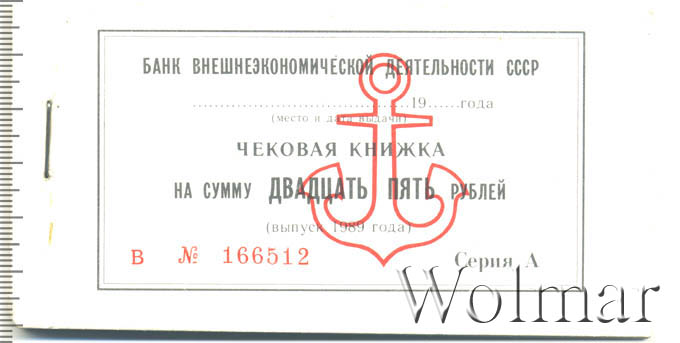 БАНК ВНЕШНЕЭКОНОМИЧЕСКОЙ ДЕЯТЕЛЬНОСТИ СССР
......................................19......года
(место и дата выдачи)
ЧЕКОВАЯ КНИЖКА
НА СУММУ ДВАДЦАТЬ ПЯТЬ РУБЛЕЙ
(выпуск 1989 года)
В № 166512 Серия А
Wolmar